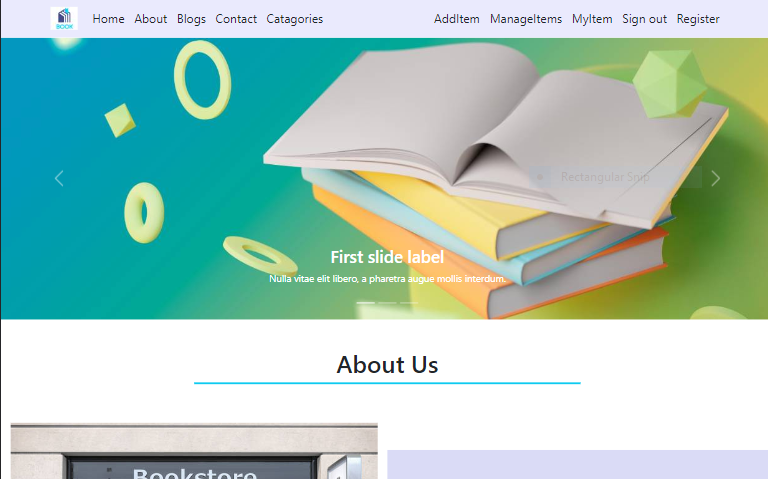 BOOK
Home About Blogs Contact Catagories AddItem ManageItems MyItem Sign out Register
Rectangular Snip
First slide label
Nulla vitae elit libero, a pharetra augue mollis interdum.
About Us
Bookstore